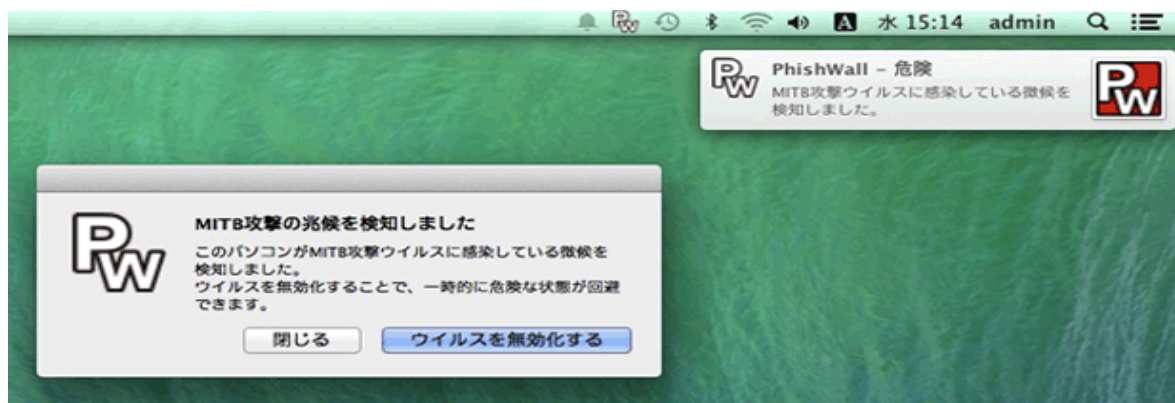 PW A 水 15:14 admin
PW PhishWall – 危険 PW
MITB攻撃ウイルスに感染している徴候を
検知しました。
PW
MITB攻撃の兆候を検知しました
このパソコンがMITB攻撃ウイルスに感染している徴候を
検知しました。
ウイルスを無効化することで、一時的に危険な状態が回避
できます。
閉じる ウイルスを無効化する